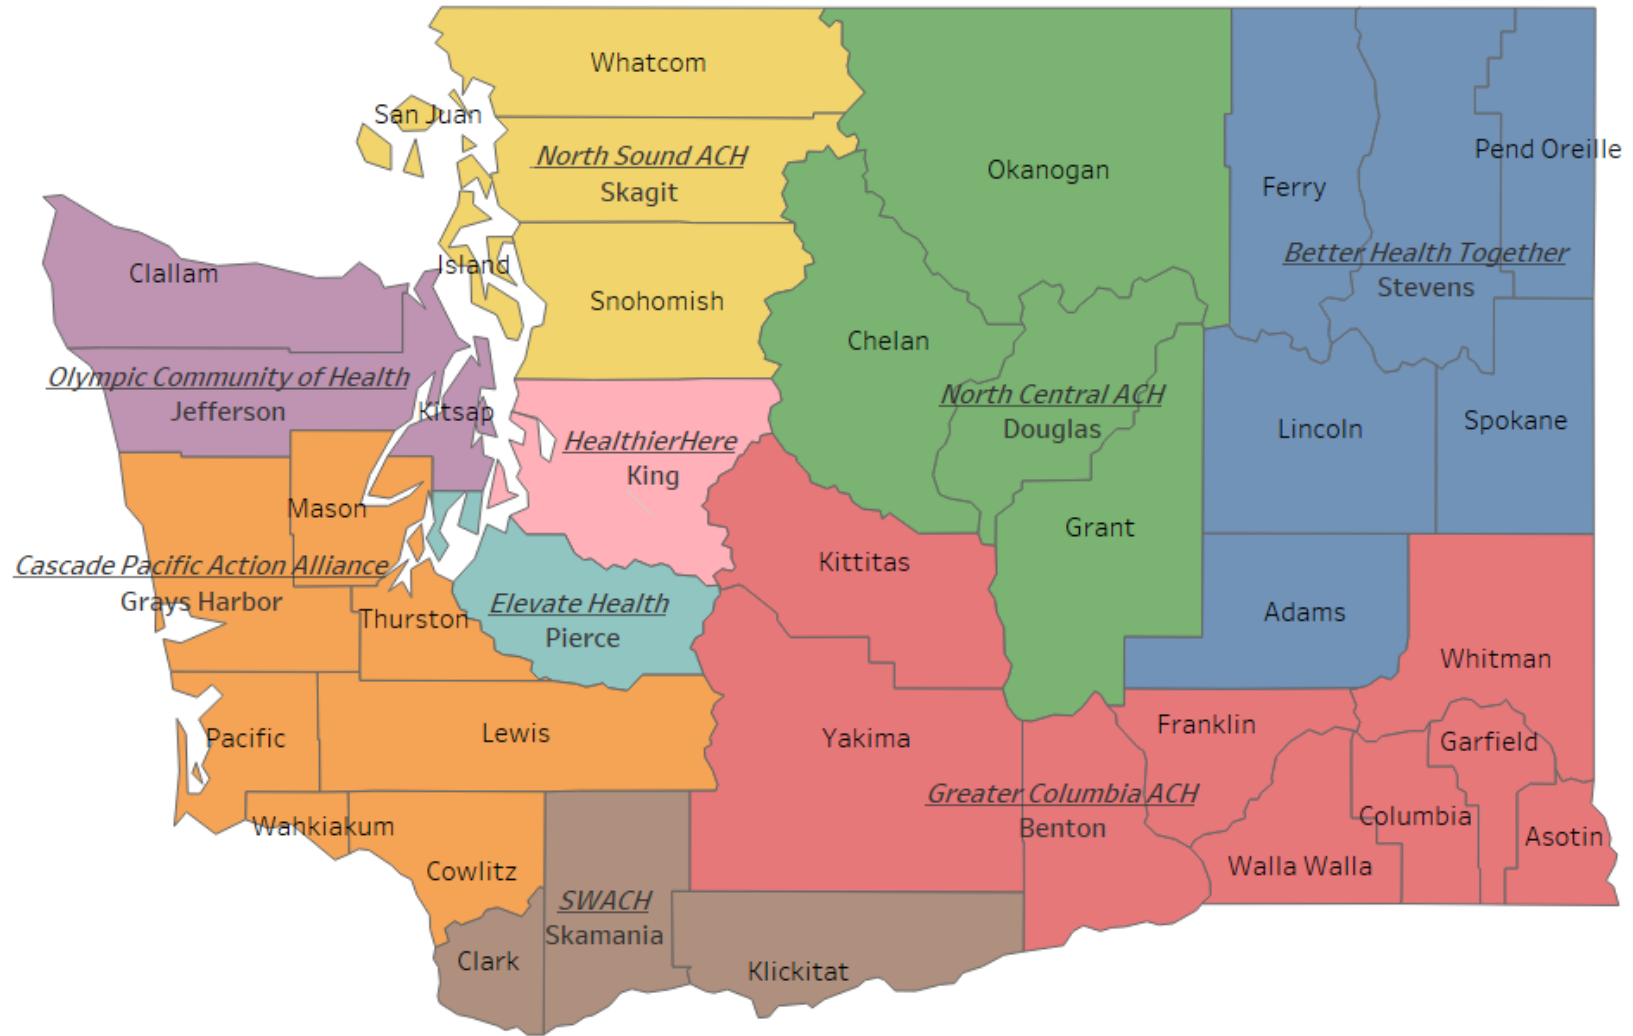 Whatcom
San Juan
North Sound ACH
Skagit
Island
Snohomish
Okanogan
Ferry
Pend Oreille
Better Health Together
Stevens
Clallam
Olympic Community of Health
Jefferson
Kitsap
HealthierHere
King
Chelan
North Central ACH
Douglas
Lincoln
Spokane
Mason
Grant
Kittitas
Cascade Pacific Action Alliance
Grays Harbor
Thurston
Elevate Health
Pierce
Adams
Whitman
Pacific
Lewis
Yakima
Franklin
Garfield
Greater Columbia ACH
Benton
Columbia
Asotin
Wahkiakum
Cowlitz
Walla Walla
SWACH
Skamania
Clark
Klickitat